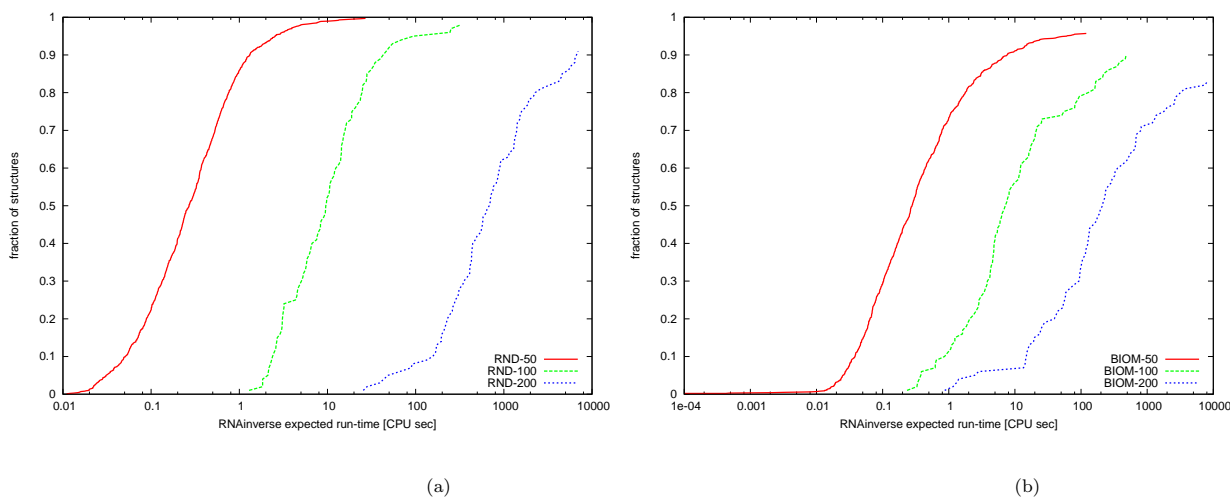 1
0.9
0.8
0.7
0.6
0.5
0.4
0.3
0.2
0.1
0
fraction of structures
RND-50
RND-100
RND-200
0.01 0.1 1 10 100 1000 10000
RNAinverse expected run-time [CPU sec]
(a)
1
0.9
0.8
0.7
0.6
0.5
0.4
0.3
0.2
0.1
0
fraction of structures
BIOM-50
BIOM-100
BIOM-200
1e-04 0.001 0.01 0.1 1 10 100 1000 10000
RNAinverse expected run-time [CPU sec]
(b)